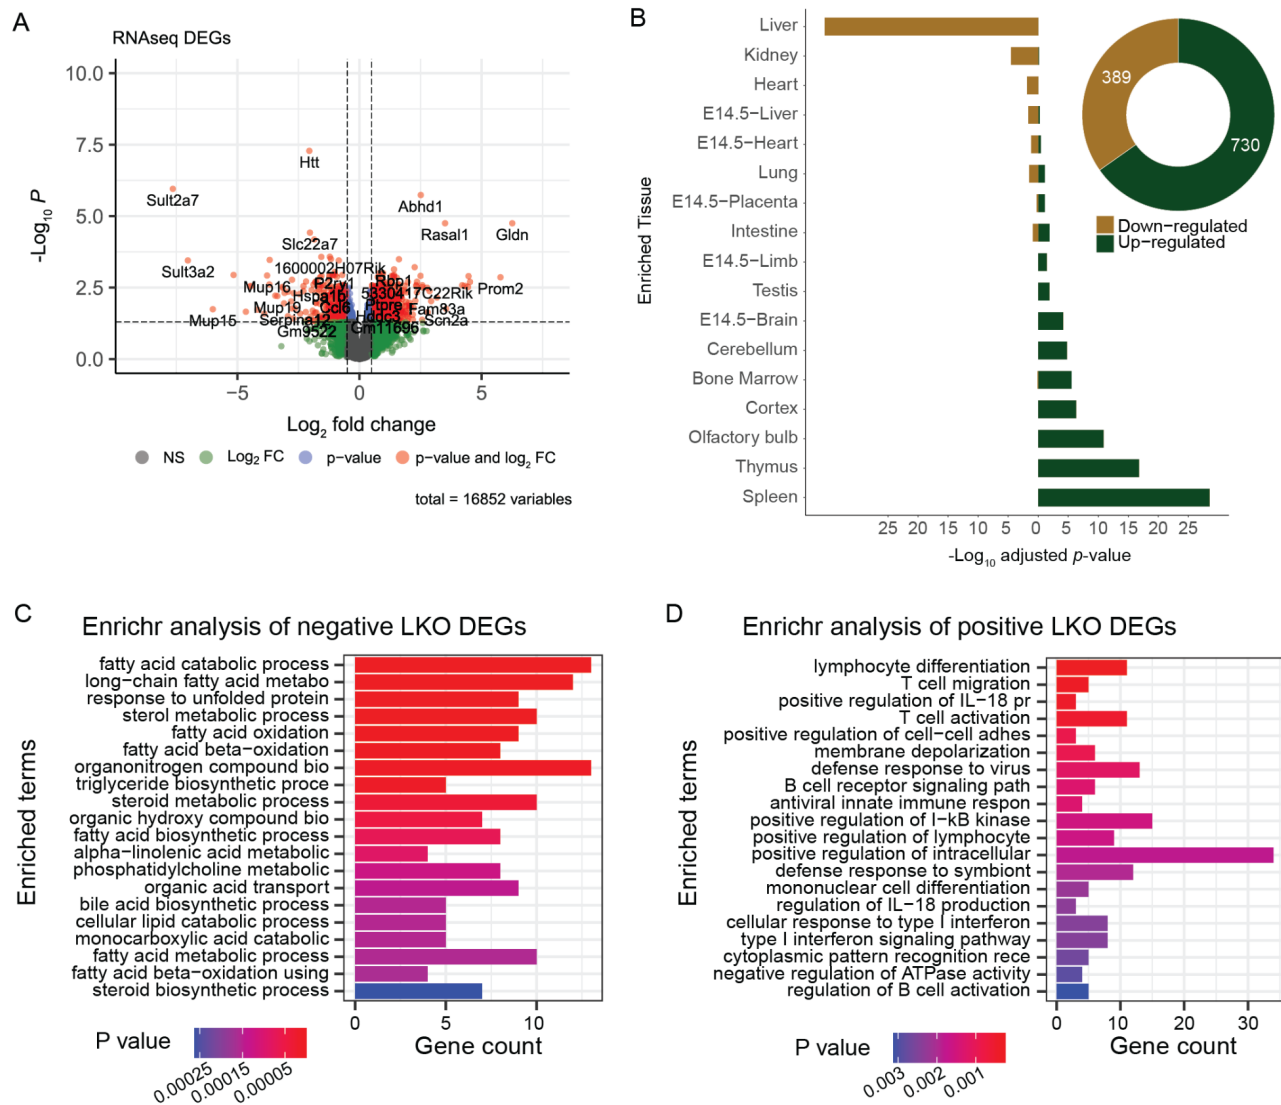 A
RNAseq DEGs
10.0
7.5
5.0
2.5
0.0
-Log10 P
Htt
Sult2a7
Abhd1
Rasal1
Gldn
Slc22a7
Sult3a2
1600002H07Rik
Rbp1
Prom2
Mup16
P2ry1
5330417C22Rik
Hspa1b
Ptpre
Mup19
Ccl6
Fam83a
Mup15
Serpina12
Hddc3
Scn2a
Gm9522
Gm11696
−5
0
5
Log2 fold change
NS
Log2 FC
p-value
p-value and log2 FC
total = 16852 variables
B
Enriched Tissue
Liver
Kidney
Heart
E14.5−Liver
E14.5−Heart
Lung
E14.5−Placenta
Intestine
E14.5−Limb
Testis
E14.5−Brain
Cerebellum
Bone Marrow
Cortex
Olfactory bulb
Thymus
Spleen
25 20 15 10 5 0 5 10 15 20 25
-Log10 adjusted p-value
389
730
Down-regulated
Up-regulated
C
Enrichr analysis of negative LKO DEGs
Enriched terms
fatty acid catabolic process
long−chain fatty acid metabo
response to unfolded protein
sterol metabolic process
fatty acid oxidation
fatty acid beta−oxidation
organonitrogen compound bio
triglyceride biosynthetic proce
steroid metabolic process
organic hydroxy compound bio
fatty acid biosynthetic process
alpha−linolenic acid metabolic
phosphatidylcholine metabolic
organic acid transport
bile acid biosynthetic process
cellular lipid catabolic process
monocarboxylic acid catabolic
fatty acid metabolic process
fatty acid beta−oxidation using
steroid biosynthetic process
0 5 10
Gene count
P value
0.00025 0.00015 0.00005
D
Enrichr analysis of positive LKO DEGs
Enriched terms
lymphocyte differentiation
T cell migration
positive regulation of IL−18 pr
T cell activation
positive regulation of cell−cell adhes
membrane depolarization
defense response to virus
B cell receptor signaling path
antiviral innate immune respon
positive regulation of I−kB kinase
positive regulation of lymphocyte
positive regulation of intracellular
defense response to symbiont
mononuclear cell differentiation
regulation of IL−18 production
cellular response to type I interferon
type I interferon signaling pathway
cytoplasmic pattern recognition rece
negative regulation of ATPase activity
regulation of B cell activation
0 10 20 30
Gene count
P value
0.003 0.002 0.001